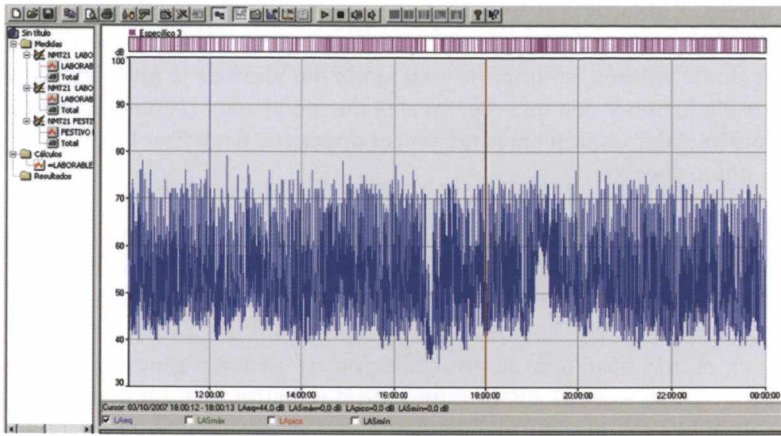 Sin título
Medidas
NMT21 LABO
LABORAB
Total
NMT21 LABO
LABORAB
Total
NMT21 FESTI
FESTIVO
Total
Cálculos
=LABORABLE
Resultados
Específico 3
dB
100
90
80
70
60
50
40
30
12:00:00
14:00:00
16:00:00
18:00:00
20:00:00
22:00:00
00:00:00
Cursor: 03/10/2007 18:00:12 - 18:00:13 LAeq=44,0 dB LASmáx=0,0 dB LApico=0,0 dB LASmín=0,0 dB
LAeq
LASmáx
LApico
LASmín